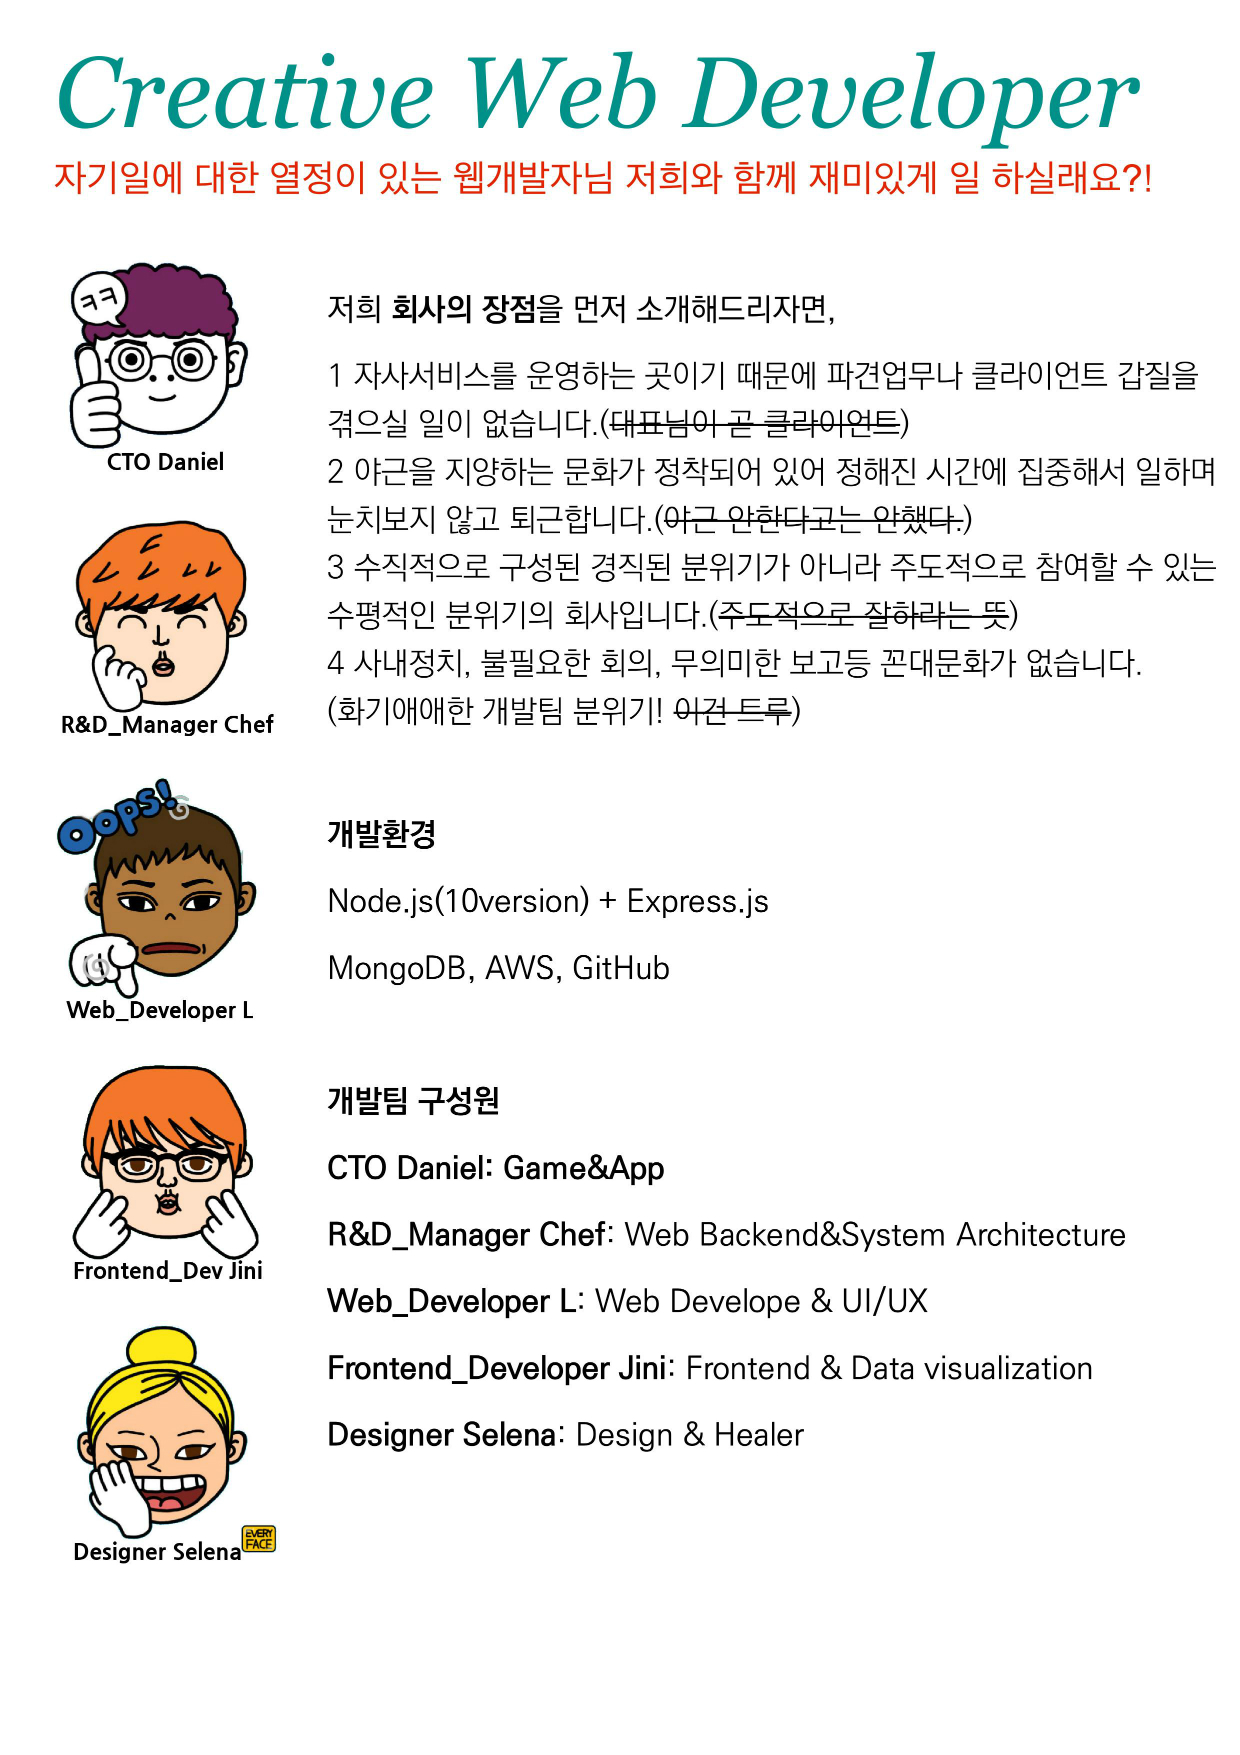 Creative Web Developer
자기일에 대한 열정이 있는 웹개발자님 저희와 함께 재미있게 일 하실래요?!
ㅋㅋ
CTO Daniel
저희 회사의 장점을 먼저 소개해드리자면,
1 자사서비스를 운영하는 곳이기 때문에 파견업무나 클라이언트 갑질을
겪으실 일이 없습니다.(대표님이 곧 클라이언트)
2 야근을 지양하는 문화가 정착되어 있어 정해진 시간에 집중해서 일하며
눈치보지 않고 퇴근합니다.(야근 안한다고는 안했다.)
3 수직적으로 구성된 경직된 분위기가 아니라 주도적으로 참여할 수 있는
수평적인 분위기의 회사입니다.(주도적으로 잘하라는 뜻)
4 사내정치, 불필요한 회의, 무의미한 보고등 꼰대문화가 없습니다.
(화기애애한 개발팀 분위기! 이건 트루)
R&D_Manager Chef
Oops!
Web_Developer L
개발환경
Node.js(10version) + Express.js
MongoDB, AWS, GitHub
Frontend_Dev Jini
개발팀 구성원
CTO Daniel: Game&App
R&D_Manager Chef: Web Backend&System Architecture
Web_Developer L: Web Develope & UI/UX
Frontend_Developer Jini: Frontend & Data visualization
Designer Selena: Design & Healer
EVERY
FACE
Designer Selena